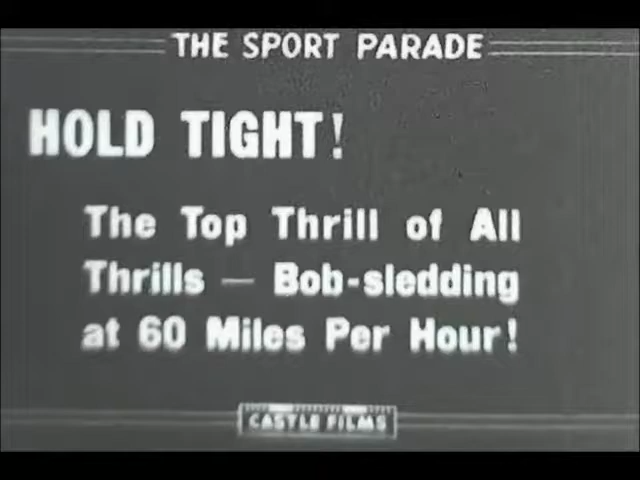 THE SPORT PARADE
HOLD TIGHT!
The Top Thrill of All
Thrills — Bob-sledding
at 60 Miles Per Hour!
CASTLE FILMS